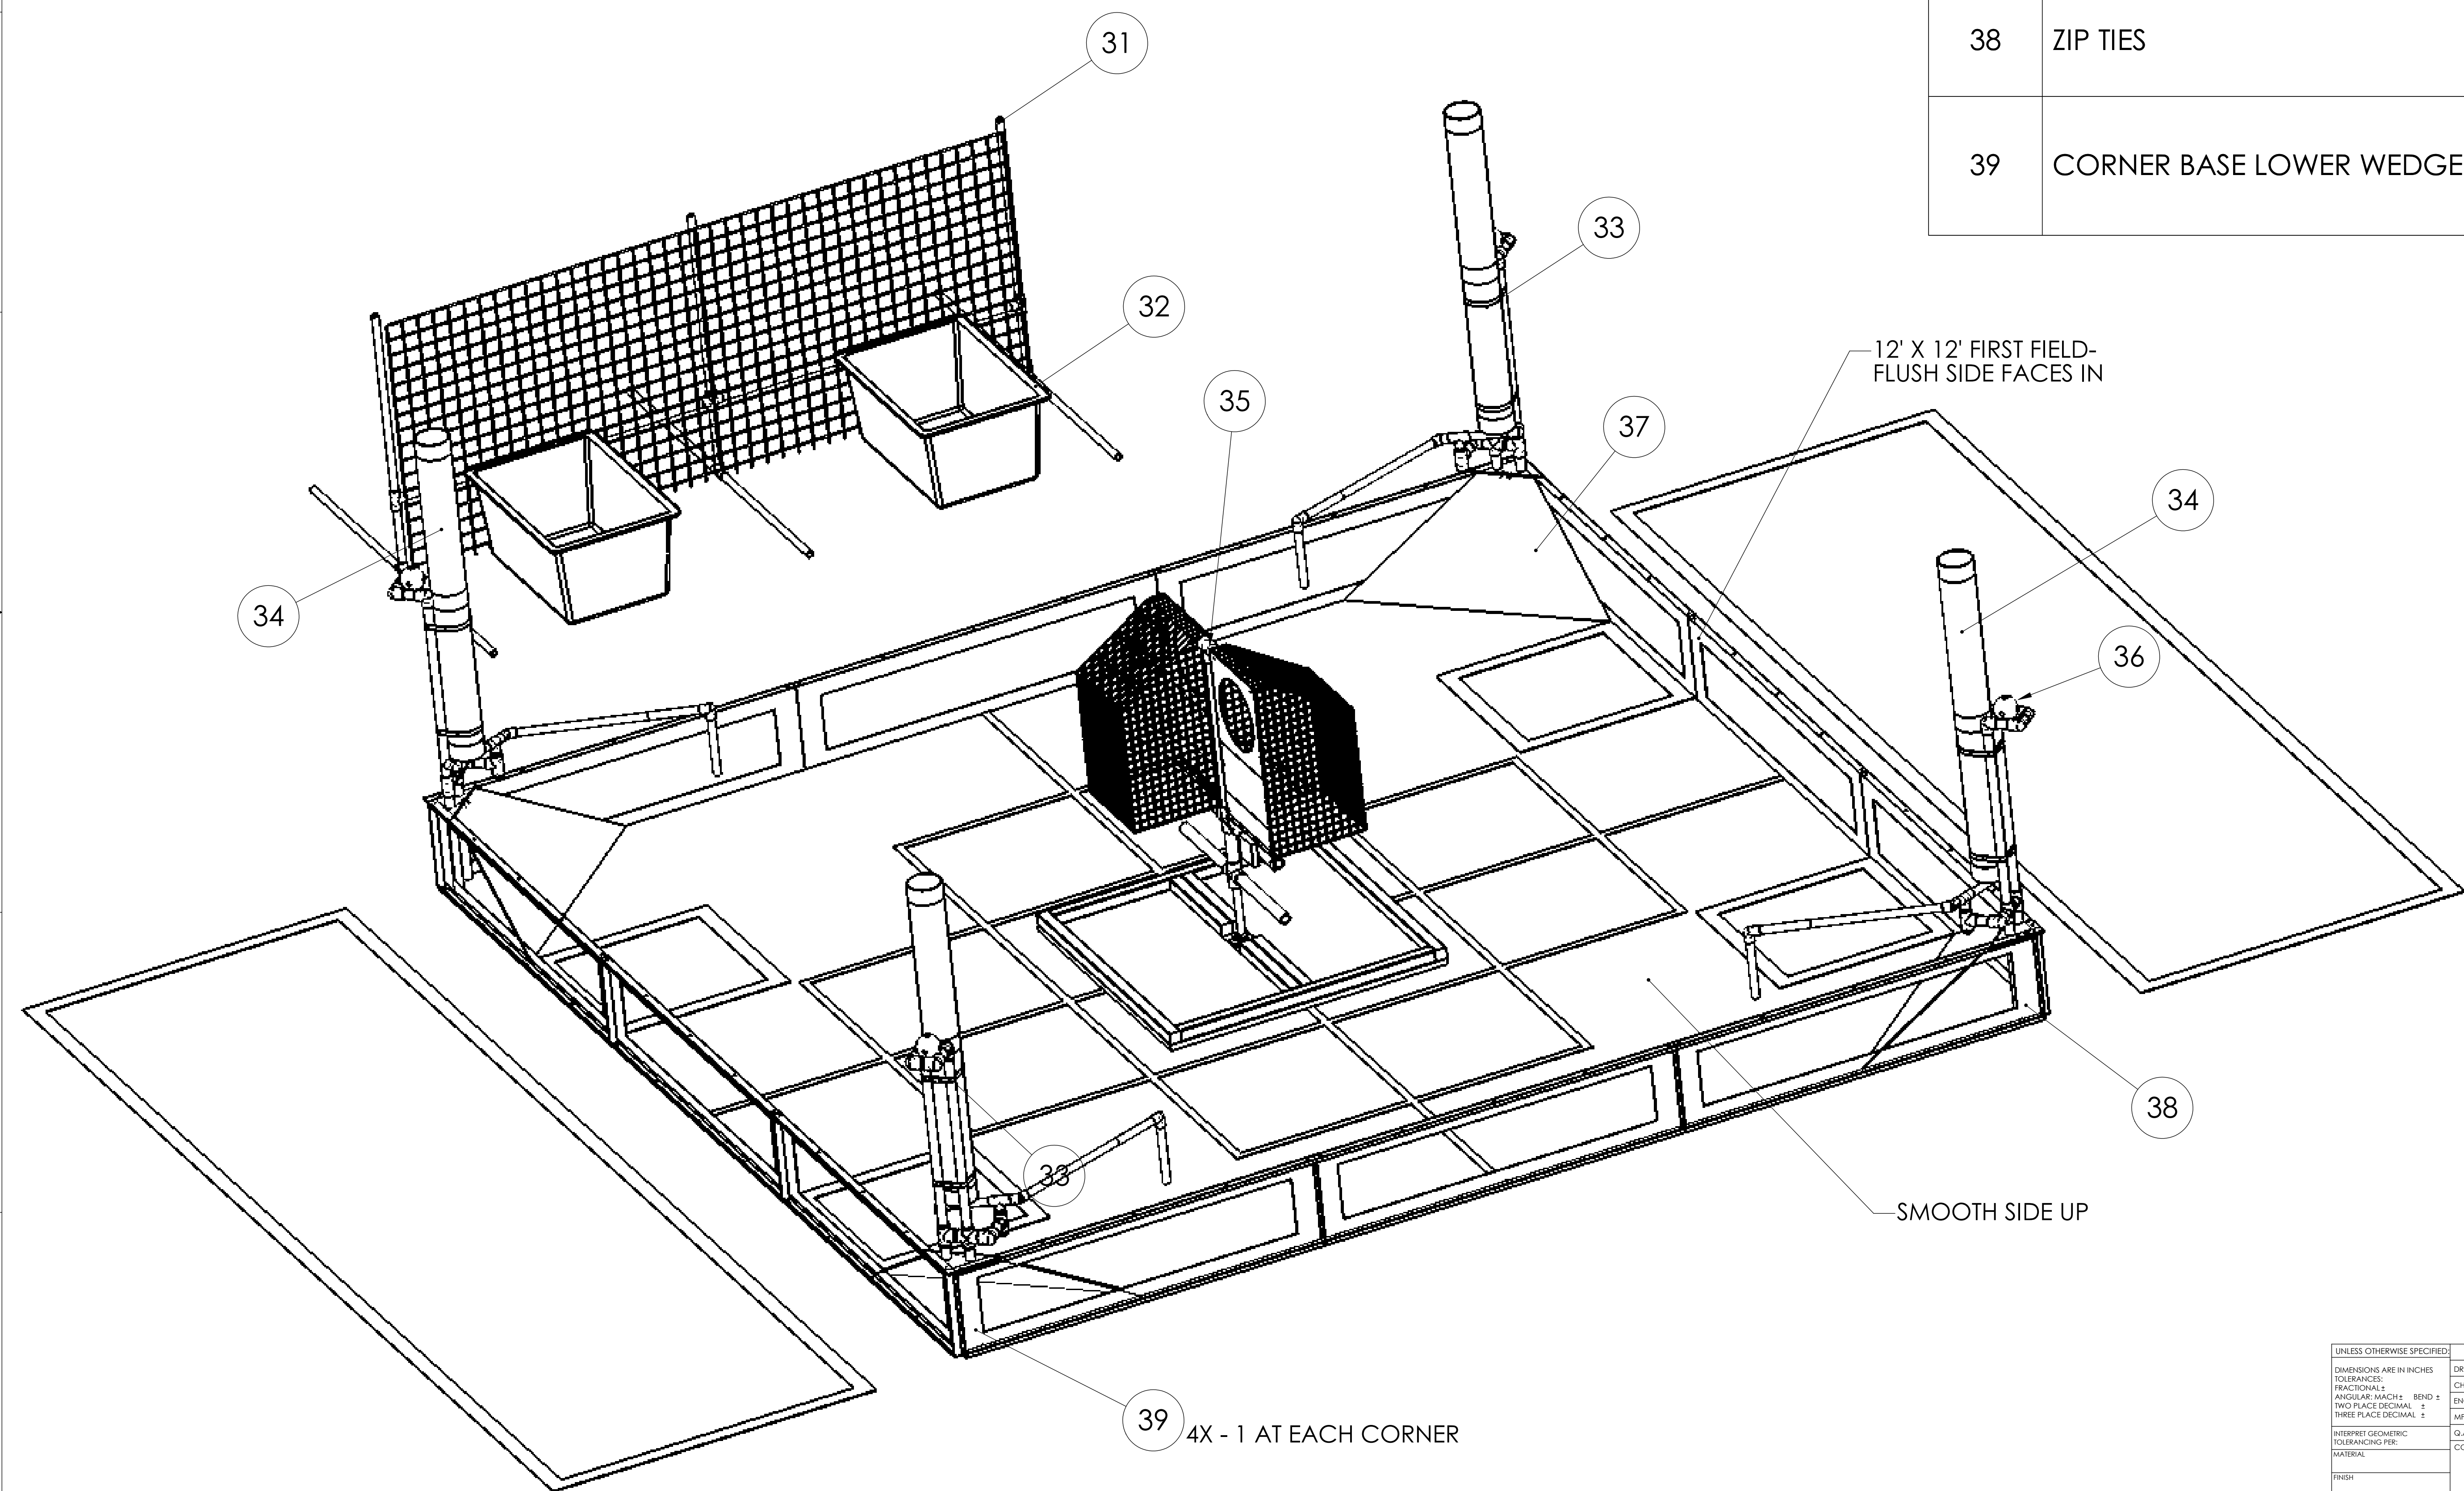 38 ZIP TIES
39 CORNER BASE LOWER WEDGE
31
33
32
12' X 12' FIRST FIELD-
FLUSH SIDE FACES IN
35
37
34
34
36
38
33
SMOOTH SIDE UP
39 4X - 1 AT EACH CORNER
UNLESS OTHERWISE SPECIFIED:
DIMENSIONS ARE IN INCHES
TOLERANCES:
FRACTIONAL±
ANGULAR: MACH± BEND ±
TWO PLACE DECIMAL ±
THREE PLACE DECIMAL ±
INTERPRET GEOMETRIC
TOLERANCING PER:
MATERIAL
FINISH